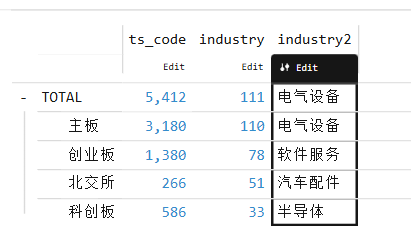 ts_code industry industry2
Edit Edit Edit
- TOTAL 5,412 111 电气设备
主板 3,180 110 电气设备
创业板 1,380 78 软件服务
北交所 266 51 汽车配件
科创板 586 33 半导体